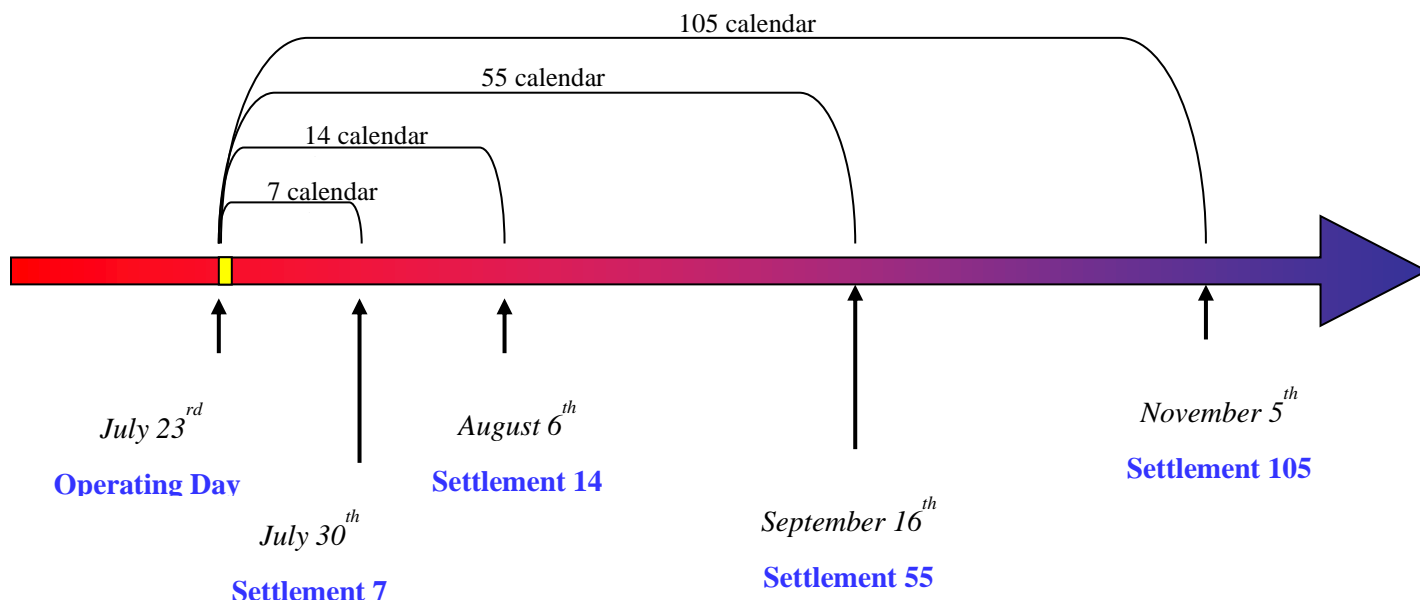 105 calendar
55 calendar
14 calendar
7 calendar
July 23rd
Operating Day
July 30th
Settlement 7
August 6th
Settlement 14
September 16th
Settlement 55
November 5th
Settlement 105